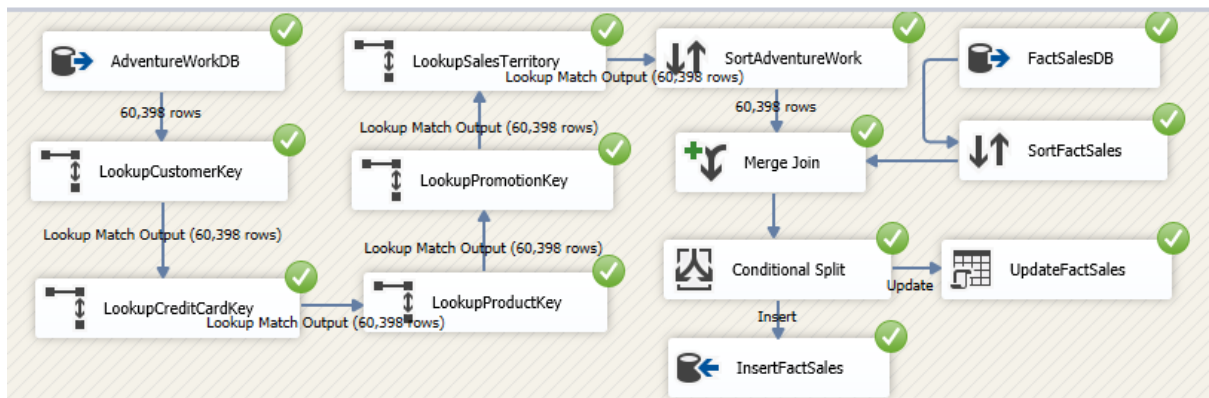 AdventureWorkDB
60,398 rows
LookupCustomerKey
Lookup Match Output (60,398 rows)
LookupCreditCardKey
Lookup Match Output (60,398 rows)
LookupProductKey
Lookup Match Output (60,398 rows)
LookupPromotionKey
Lookup Match Output (60,398 rows)
LookupSalesTerritory
Lookup Match Output (60,398 rows)
SortAdventureWork
60,398 rows
FactSalesDB
SortFactSales
Merge Join
Conditional Split
Update
UpdateFactSales
Insert
InsertFactSales